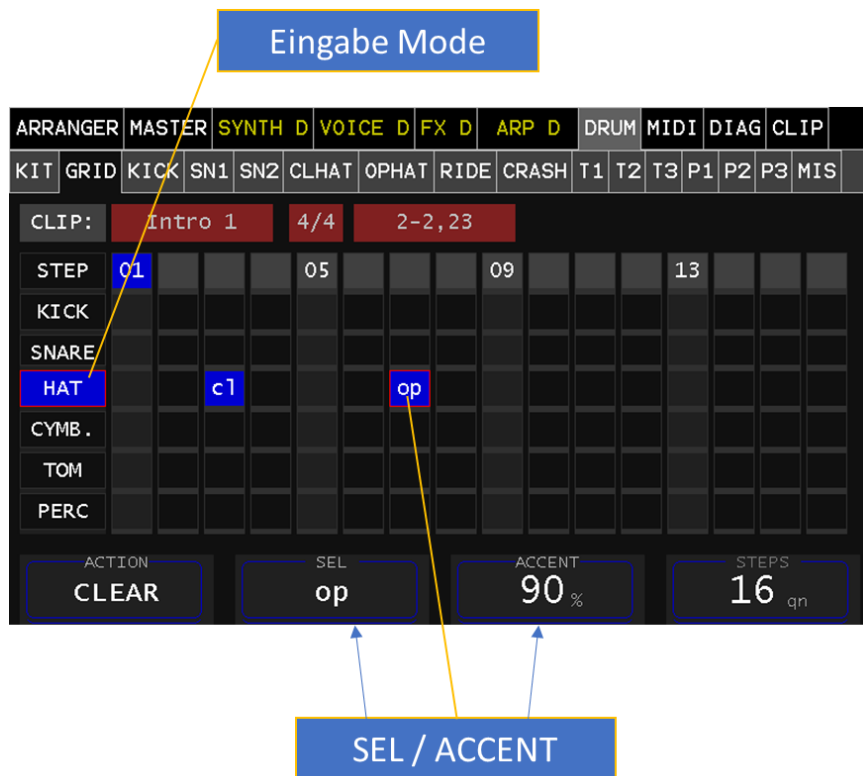 Eingabe Mode
ARRANGER MASTER SYNTH D VOICE D FX D ARP D DRUM MIDI DIAG CLIP
KIT GRID KICK SN1 SN2 CLHAT OPHAT RIDE CRASH T1 T2 T3 P1 P2 P3 MIS
CLIP: Intro 1 4/4 2-2,23
STEP 01 05 09 13
KICK
SNARE
HAT cl op
CYMB.
TOM
PERC
ACTION SEL ACCENT STEPS
CLEAR op 90 % 16 qn
SEL / ACCENT